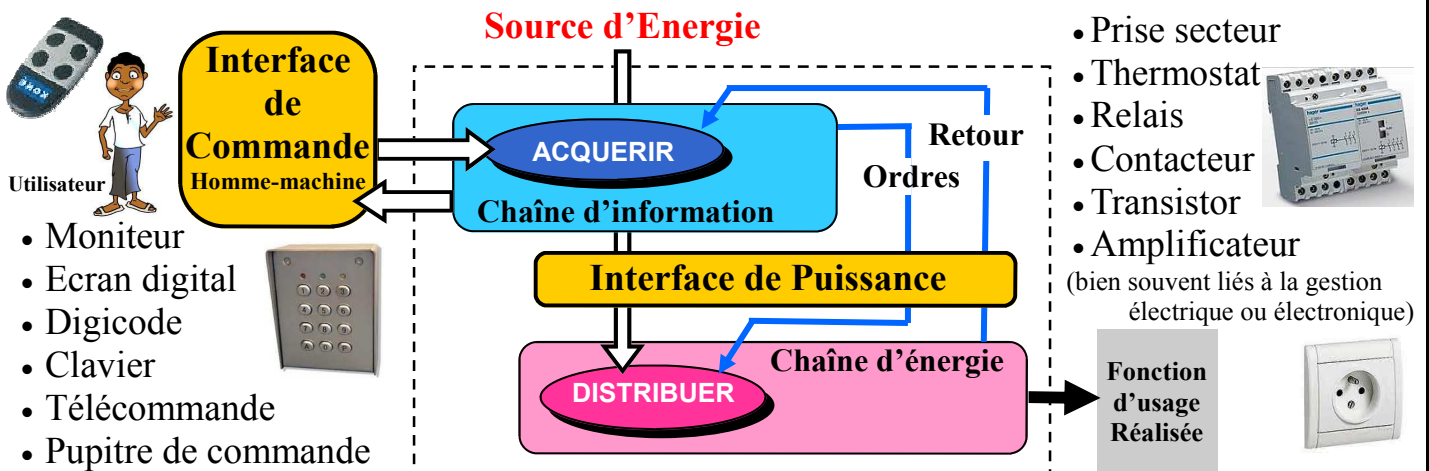 Source d’Energie
Interface
de
Commande
Homme-machine
Utilisateur
• Moniteur
• Ecran digital
• Digicode
• Clavier
• Télécommande
• Pupitre de commande
ACQUERIR
Chaîne d’information
Retour
Ordres
Interface de Puissance
Chaîne d’énergie
DISTRIBUER
• Prise secteur
• Thermostat
• Relais
• Contacteur
• Transistor
• Amplificateur
(bien souvent liés à la gestion
électrique ou électronique)
Fonction
d’usage
Réalisée